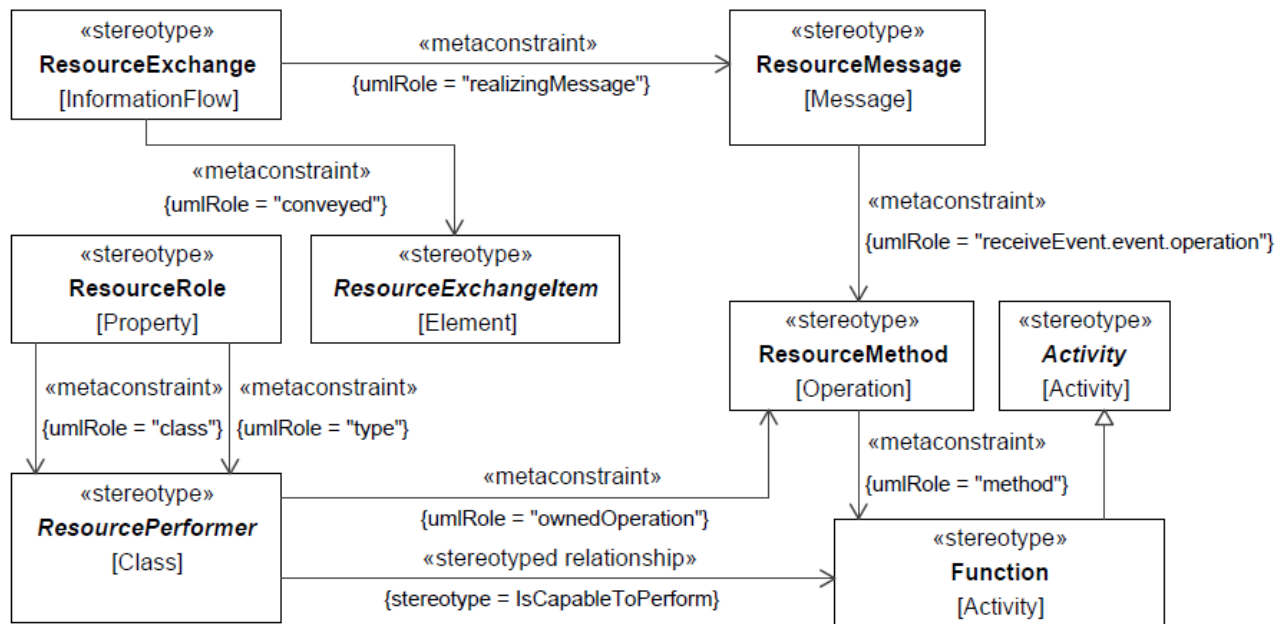 «stereotype»
ResourceExchange
[InformationFlow]
«metaconstraint»
{umlRole = "realizingMessage"}
«stereotype»
ResourceMessage
[Message]
«metaconstraint»
{umlRole = "conveyed"}
«metaconstraint»
{umlRole = "receiveEvent.event.operation"}
«stereotype»
ResourceRole
[Property]
«stereotype»
ResourceExchangeItem
[Element]
«stereotype»
ResourceMethod
[Operation]
«stereotype»
Activity
[Activity]
«metaconstraint»
{umlRole = "class"}
«metaconstraint»
{umlRole = "type"}
«metaconstraint»
{umlRole = "method"}
«stereotype»
ResourcePerformer
[Class]
«metaconstraint»
{umlRole = "ownedOperation"}
«stereotyped relationship»
{stereotype = IsCapableToPerform}
«stereotype»
Function
[Activity]